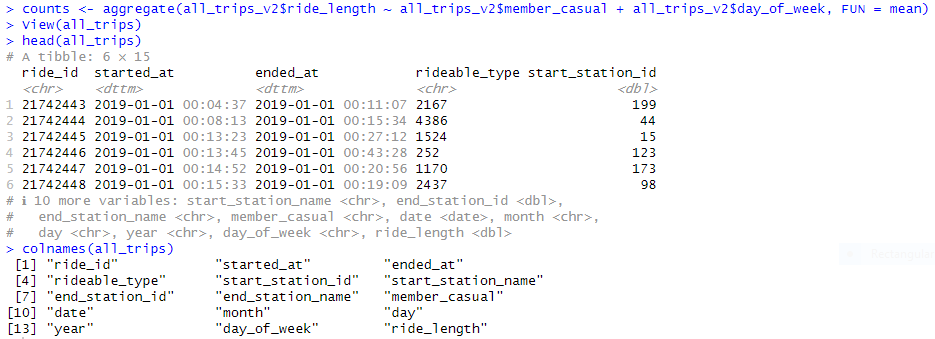 > counts <- aggregate(all_trips_v2$ride_length ~ all_trips_v2$member_casual + all_trips_v2$day_of_week, FUN = mean)
> View(all_trips)
> head(all_trips)
# A tibble: 6 × 15
  ride_id  started_at          ended_at            rideable_type start_station_id
  <chr>    <dttm>              <dttm>              <chr>                    <dbl>
1 21742443 2019-01-01 00:04:37 2019-01-01 00:11:07 2167                       199
2 21742444 2019-01-01 00:08:13 2019-01-01 00:15:34 4386                        44
3 21742445 2019-01-01 00:13:23 2019-01-01 00:27:12 1524                        15
4 21742446 2019-01-01 00:13:45 2019-01-01 00:43:28 252                        123
5 21742447 2019-01-01 00:14:52 2019-01-01 00:20:56 1170                       173
6 21742448 2019-01-01 00:15:33 2019-01-01 00:19:09 2437                        98
# ℹ 10 more variables: start_station_name <chr>, end_station_id <dbl>,
#   end_station_name <chr>, member_casual <chr>, date <date>, month <chr>,
#   day <chr>, year <chr>, day_of_week <chr>, ride_length <dbl>
> colnames(all_trips)
 [1] "ride_id"            "started_at"         "ended_at"
 [4] "rideable_type"      "start_station_id"   "start_station_name"
 [7] "end_station_id"     "end_station_name"   "member_casual"
[10] "date"               "month"              "day"
[13] "year"               "day_of_week"        "ride_length"